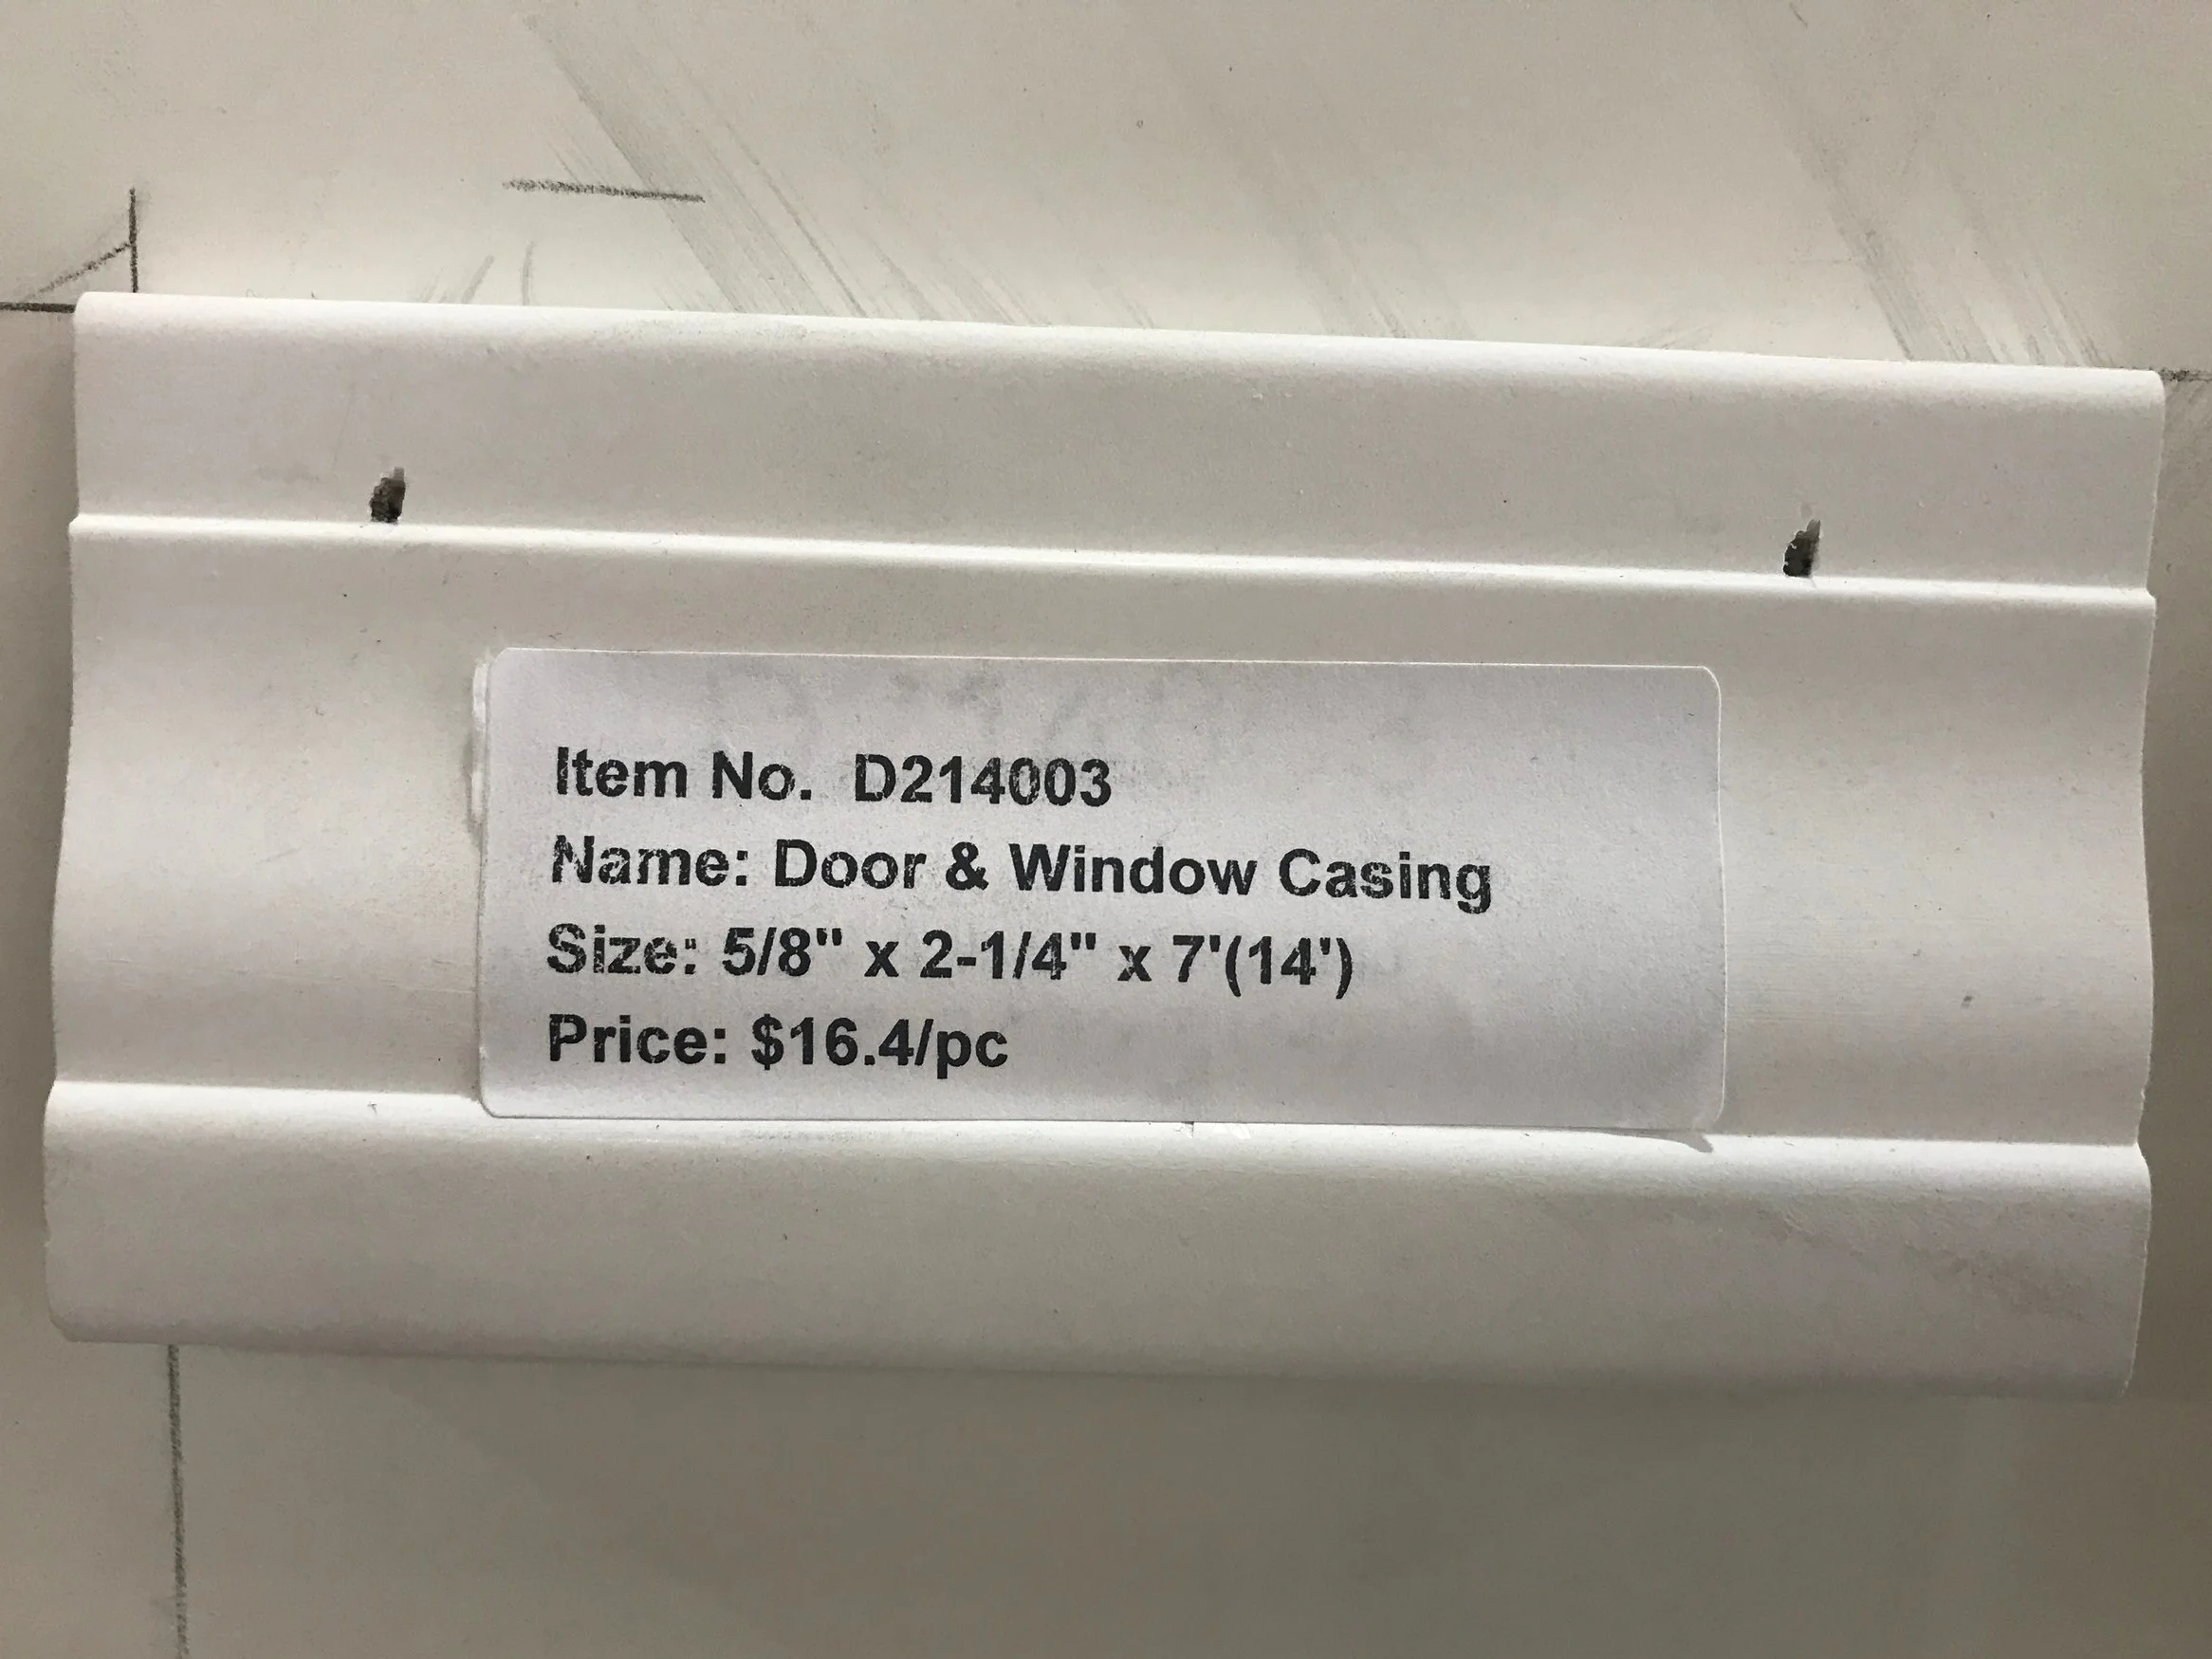 Item No. D214003
Name: Door & Window Casing
Size: 5/8" x 2-1/4" x 7'(14')
Price: $16.4/pc